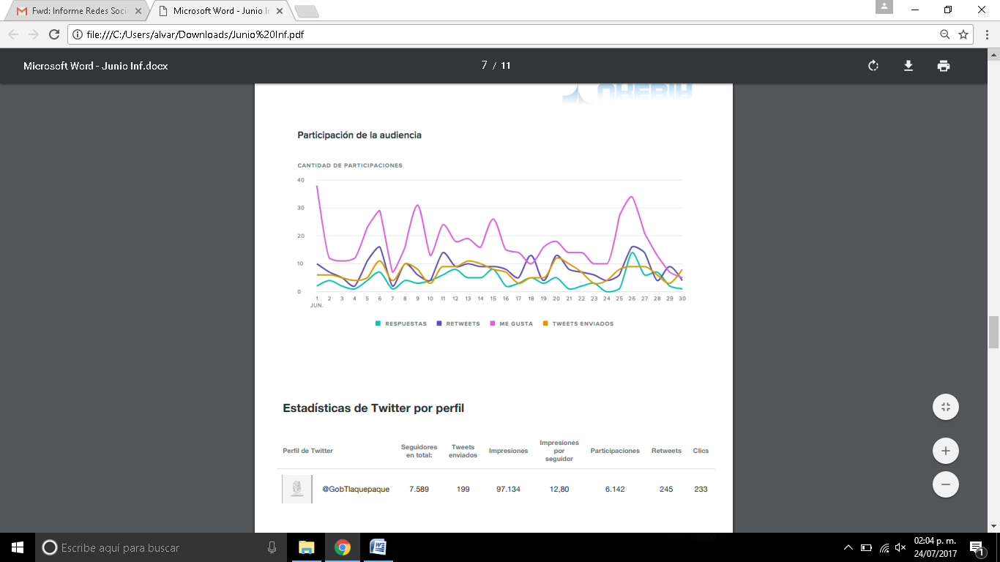 Fwd: Informe Redes Soci
Microsoft Word - Junio In
file:///C:/Users/alvar/Downloads/Junio%20Inf.pdf
Microsoft Word - Junio Inf.docx
7 / 11
Participación de la audiencia
CANTIDAD DE PARTICIPACIONES
40
30
20
10
0
1 2 3 4 5 6 7 8 9 10 11 12 13 14 15 16 17 18 19 20 21 22 23 24 25 26 27 28 29 30
JUN.
RESPUESTAS RETWEETS ME GUSTA TWEETS ENVIADOS
Estadísticas de Twitter por perfil
Perfil de Twitter Seguidores en total: Tweets enviados Impresiones Impresiones por seguidor Participaciones Retweets Clics
@GobTlaquepaque 7.589 199 97.134 12,80 6.142 245 233
Escribe aquí para buscar
02:04 p. m.
24/07/2017
1